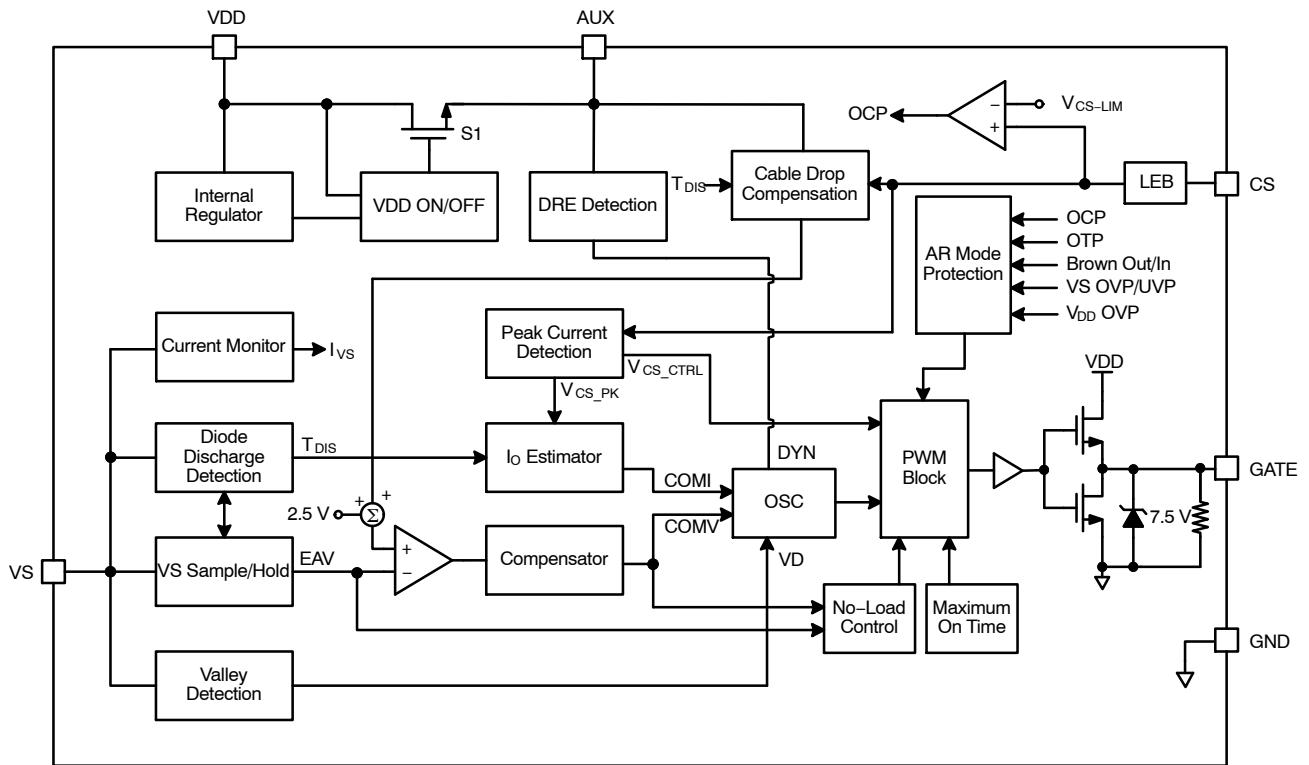 VDD
AUX
S1
OCP
−
+
V_CS−LIM
Internal
Regulator
VDD ON/OFF
DRE Detection
T_DIS
Cable Drop
Compensation
LEB
CS
AR Mode
Protection
OCP
OTP
Brown Out/In
VS OVP/UVP
V_DD OVP
Current Monitor
I_VS
Peak Current
Detection
V_CS_CTRL
V_CS_PK
VDD
Diode
Discharge
Detection
T_DIS
I_O Estimator
DYN
COMI
OSC
COMV
VD
PWM
Block
GATE
7.5 V
2.5 V
+
+
Σ
VS
VS Sample/Hold
EAV
+
−
Compensator
No−Load
Control
Maximum
On Time
GND
Valley
Detection